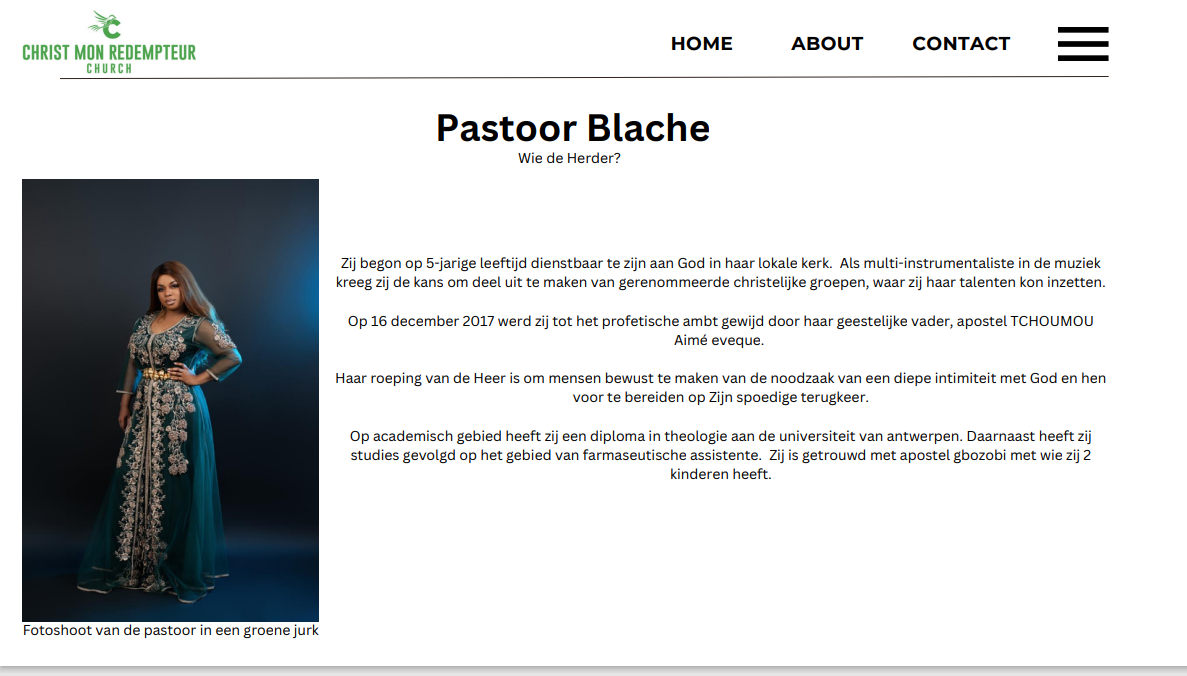 CHRIST MON REDEMPTEUR
CHURCH
HOME
ABOUT
CONTACT
Pastoor Blache
Wie de Herder?
Zij begon op 5-jarige leeftijd dienstbaar te zijn aan God in haar lokale kerk.  Als multi-instrumentaliste in de muziek
kreeg zij de kans om deel uit te maken van gerenommeerde christelijke groepen, waar zij haar talenten kon inzetten.
Op 16 december 2017 werd zij tot het profetische ambt gewijd door haar geestelijke vader, apostel TCHOUMOU
Aimé eveque.
Haar roeping van de Heer is om mensen bewust te maken van de noodzaak van een diepe intimiteit met God en hen
voor te bereiden op Zijn spoedige terugkeer.
Op academisch gebied heeft zij een diploma in theologie aan de universiteit van antwerpen. Daarnaast heeft zij
studies gevolgd op het gebied van farmaseutische assistente.  Zij is getrouwd met apostel gbozobi met wie zij 2
kinderen heeft.
Fotoshoot van de pastoor in een groene jurk